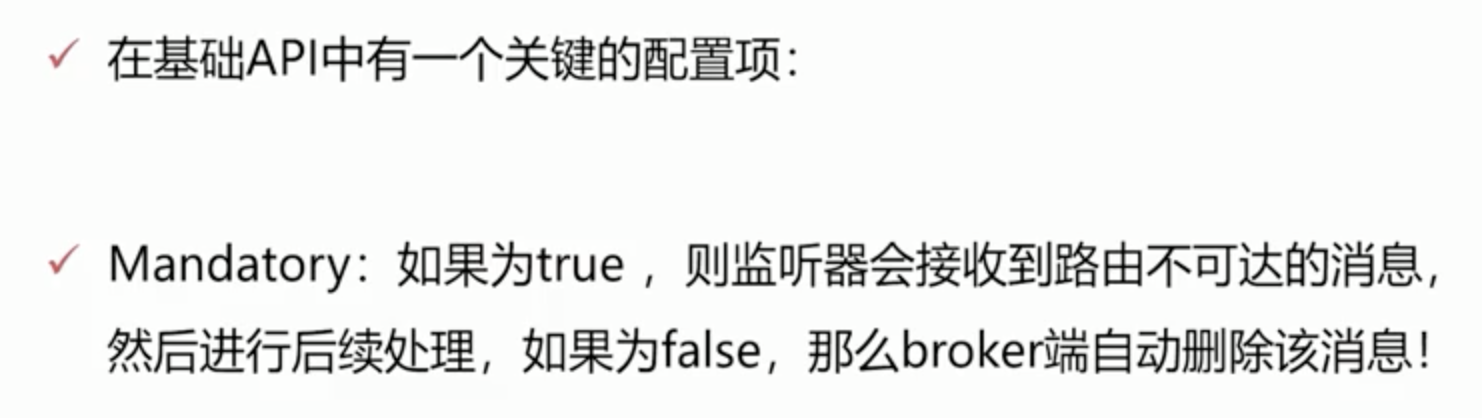 ✓ 在基础API中有一个关键的配置项：
✓ Mandatory：如果为true ，则监听器会接收到路由不可达的消息，
然后进行后续处理，如果为false，那么broker端自动删除该消息！